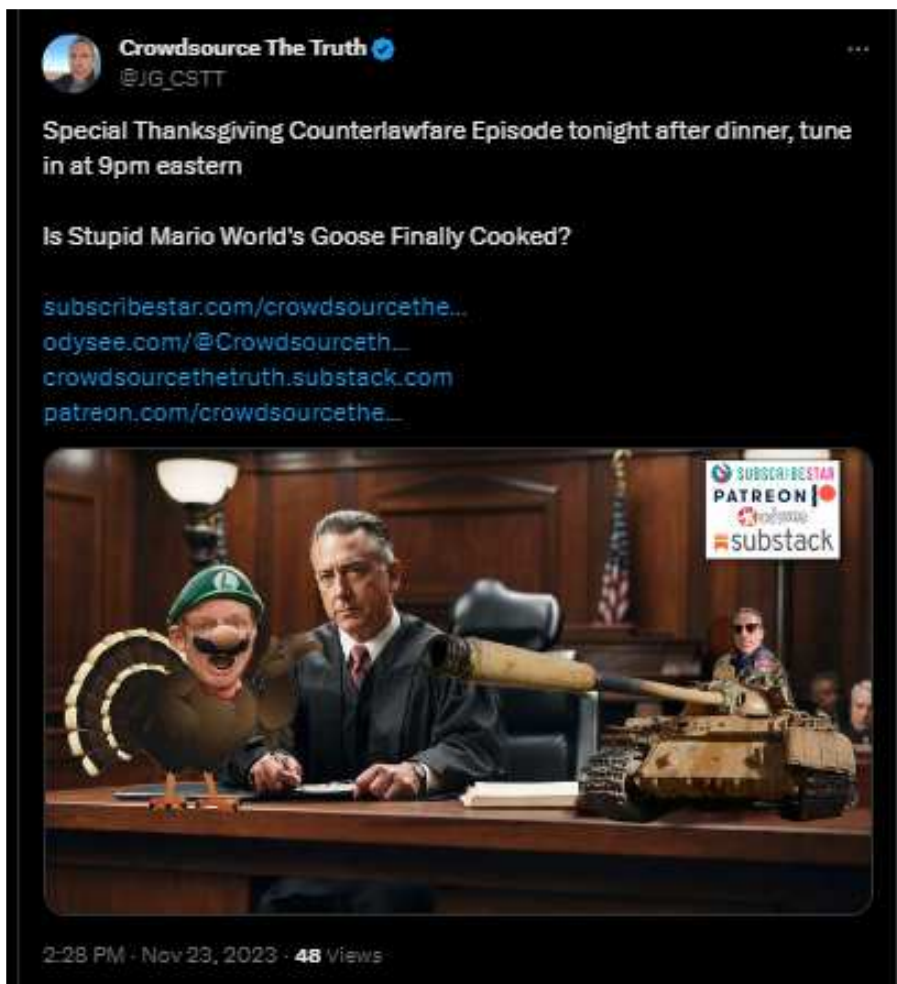 Crowdsource The Truth
@JG_CSTT
Special Thanksgiving Counterlawfare Episode tonight after dinner, tune
in at 9pm eastern
Is Stupid Mario World's Goose Finally Cooked?
subscribestar.com/crowdsourcethe...
odysee.com/@Crowdsourceth...
crowdsourcethetruth.substack.com
patreon.com/crowdsourcethe...
SUBSCRIBESTAR
PATREON
odysee
substack
L
2:28 PM · Nov 23, 2023 · 48 Views